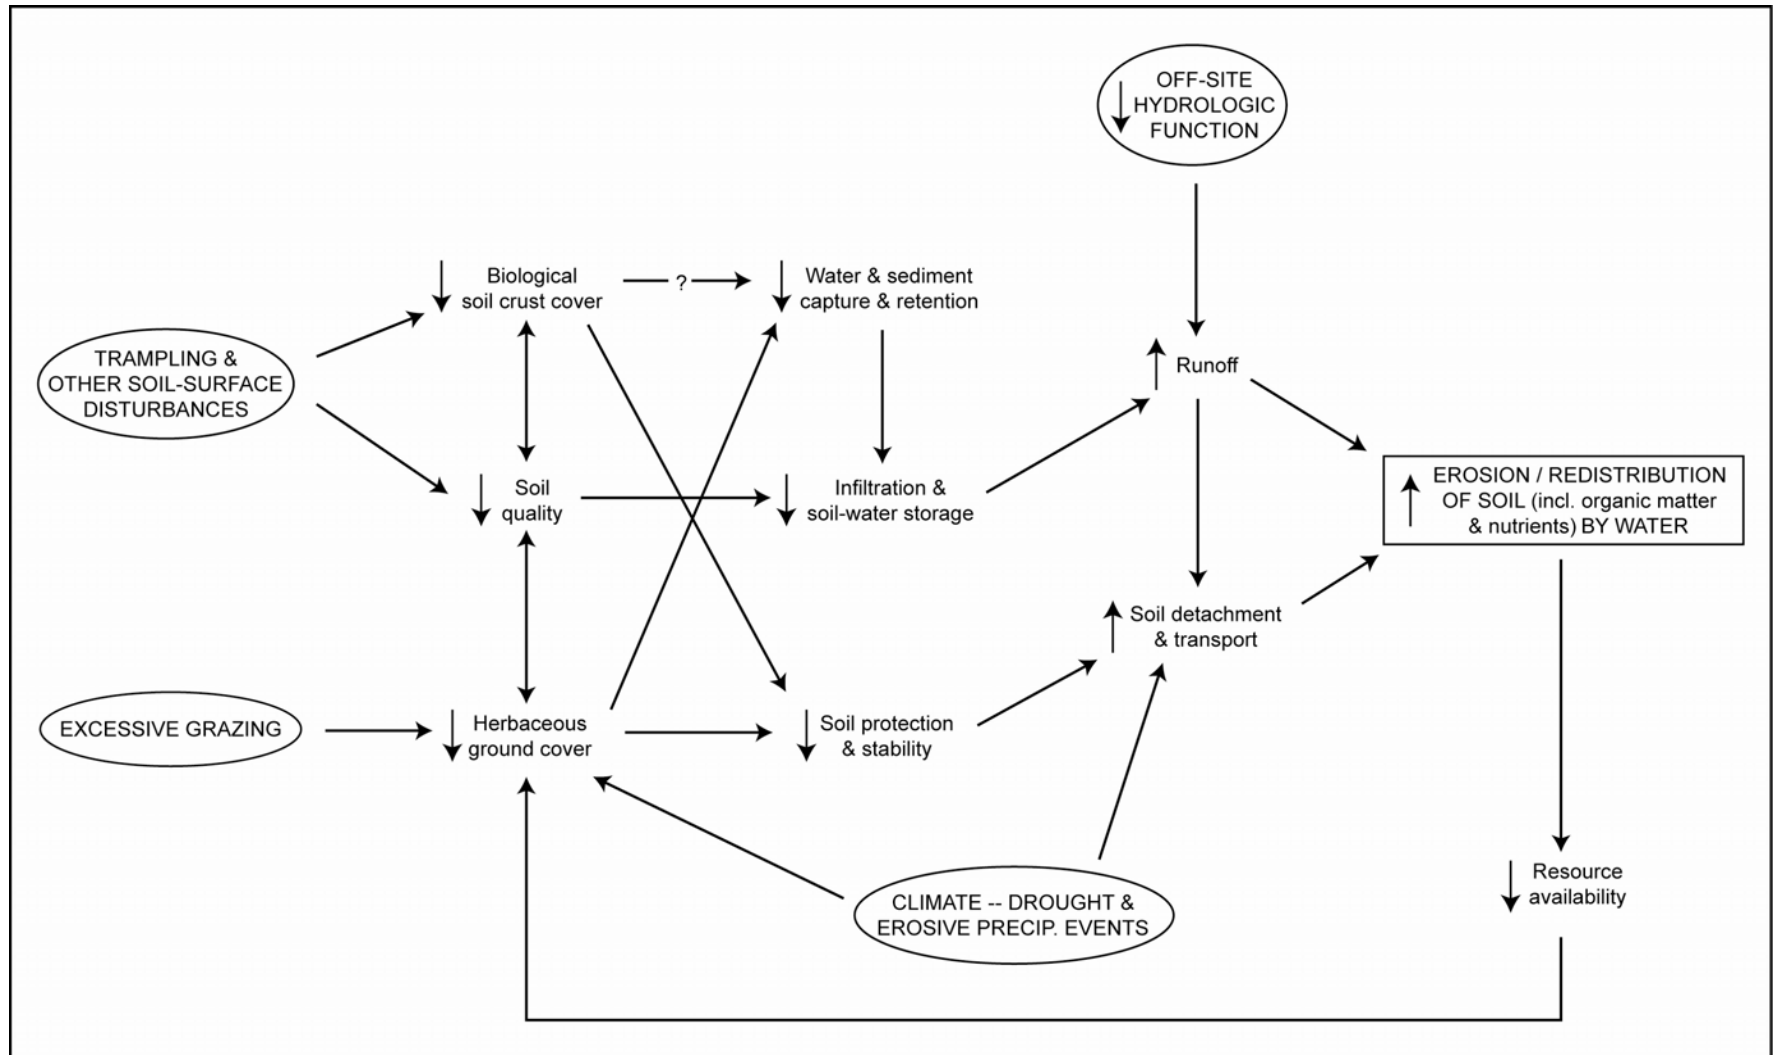 OFF-SITE
HYDROLOGIC
FUNCTION
Biological
soil crust cover
?
Water & sediment
capture & retention
TRAMPLING &
OTHER SOIL-SURFACE
DISTURBANCES
Runoff
Soil
quality
Infiltration &
soil-water storage
EROSION / REDISTRIBUTION
OF SOIL (incl. organic matter
& nutrients) BY WATER
Soil detachment
& transport
EXCESSIVE GRAZING
Herbaceous
ground cover
Soil protection
& stability
CLIMATE -- DROUGHT &
EROSIVE PRECIP. EVENTS
Resource
availability